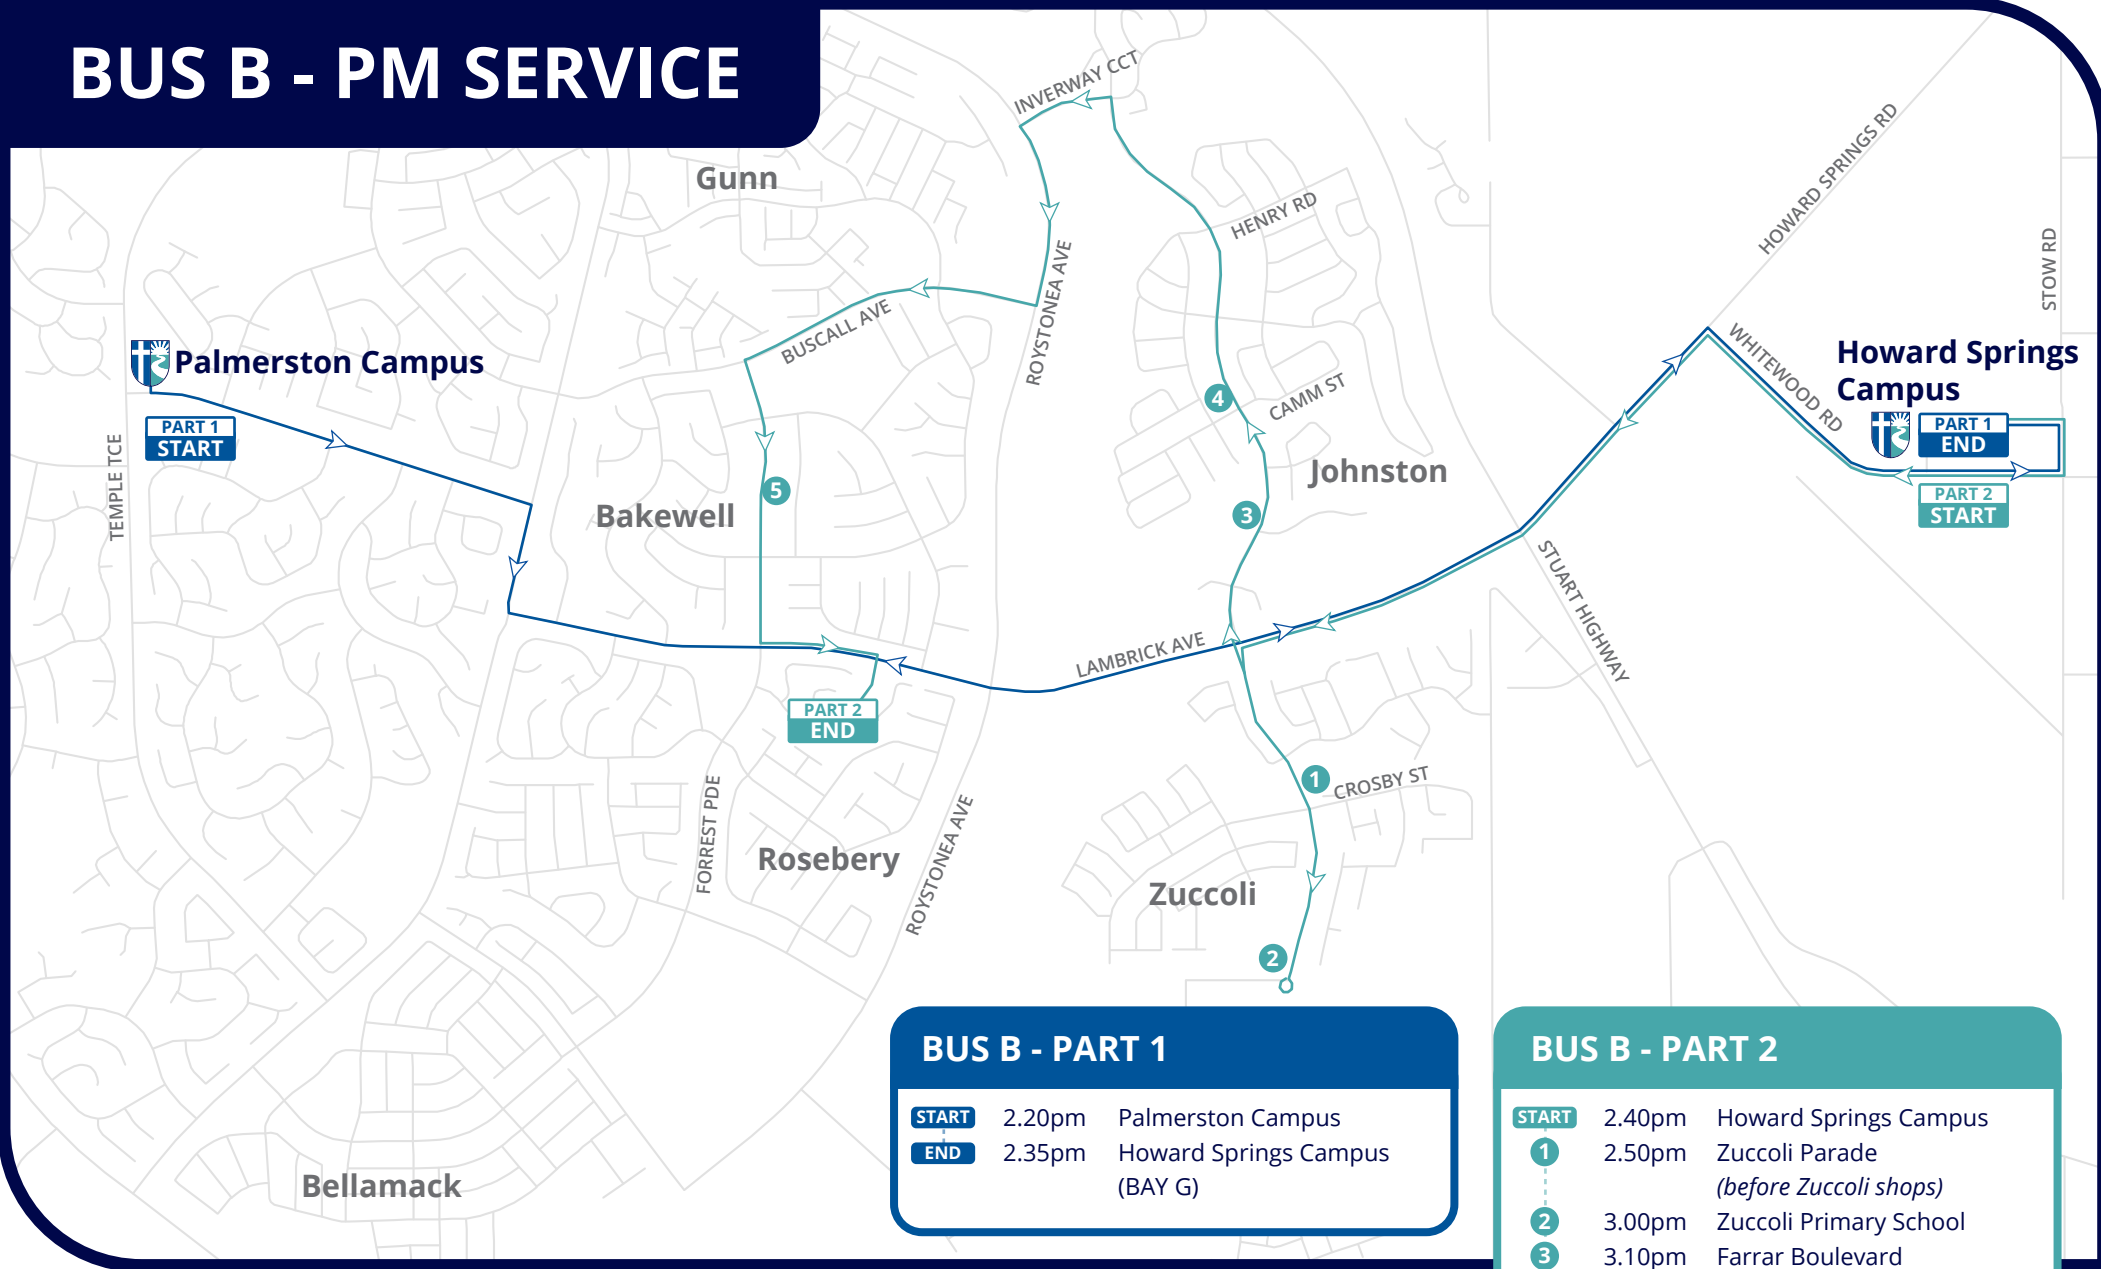 BUS B - PM SERVICE
INVERWAY CCT
Gunn
HENRY RD
HOWARD SPRINGS RD
STOW RD
ROYSTONEA AVE
BUSCALL AVE
WHITEWOOD RD
Palmerston Campus
Howard Springs
Campus
CAMM ST
4
PART 1
START
PART 1
END
TEMPLE TCE
Johnston
5
Bakewell
3
PART 2
START
STUART HIGHWAY
LAMBRICK AVE
PART 2
END
1
CROSBY ST
FORREST PDE
Rosebery
ROYSTONEA AVE
Zuccoli
2
Bellamack
BUS B - PART 1
START 2.20pm Palmerston Campus
END 2.35pm Howard Springs Campus
(BAY G)
BUS B - PART 2
START 2.40pm Howard Springs Campus
1 2.50pm Zuccoli Parade
(before Zuccoli shops)
2 3.00pm Zuccoli Primary School
3 3.10pm Farrar Boulevard